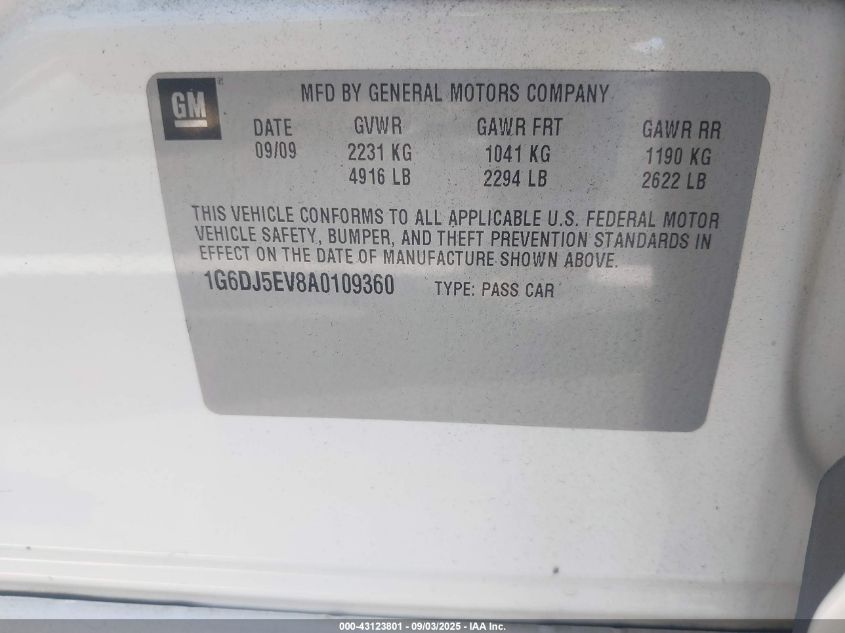 GM
MFD BY GENERAL MOTORS COMPANY
DATE GVWR GAWR FRT GAWR RR
09/09 2231 KG 1041 KG 1190 KG
4916 LB 2294 LB 2622 LB
THIS VEHICLE CONFORMS TO ALL APPLICABLE U.S. FEDERAL MOTOR
VEHICLE SAFETY, BUMPER, AND THEFT PREVENTION STANDARDS IN
EFFECT ON THE DATE OF MANUFACTURE SHOWN ABOVE.
1G6DJ5EV8A0109360 TYPE: PASS CAR
000-43123801 - 09/03/2025 - IAA Inc.